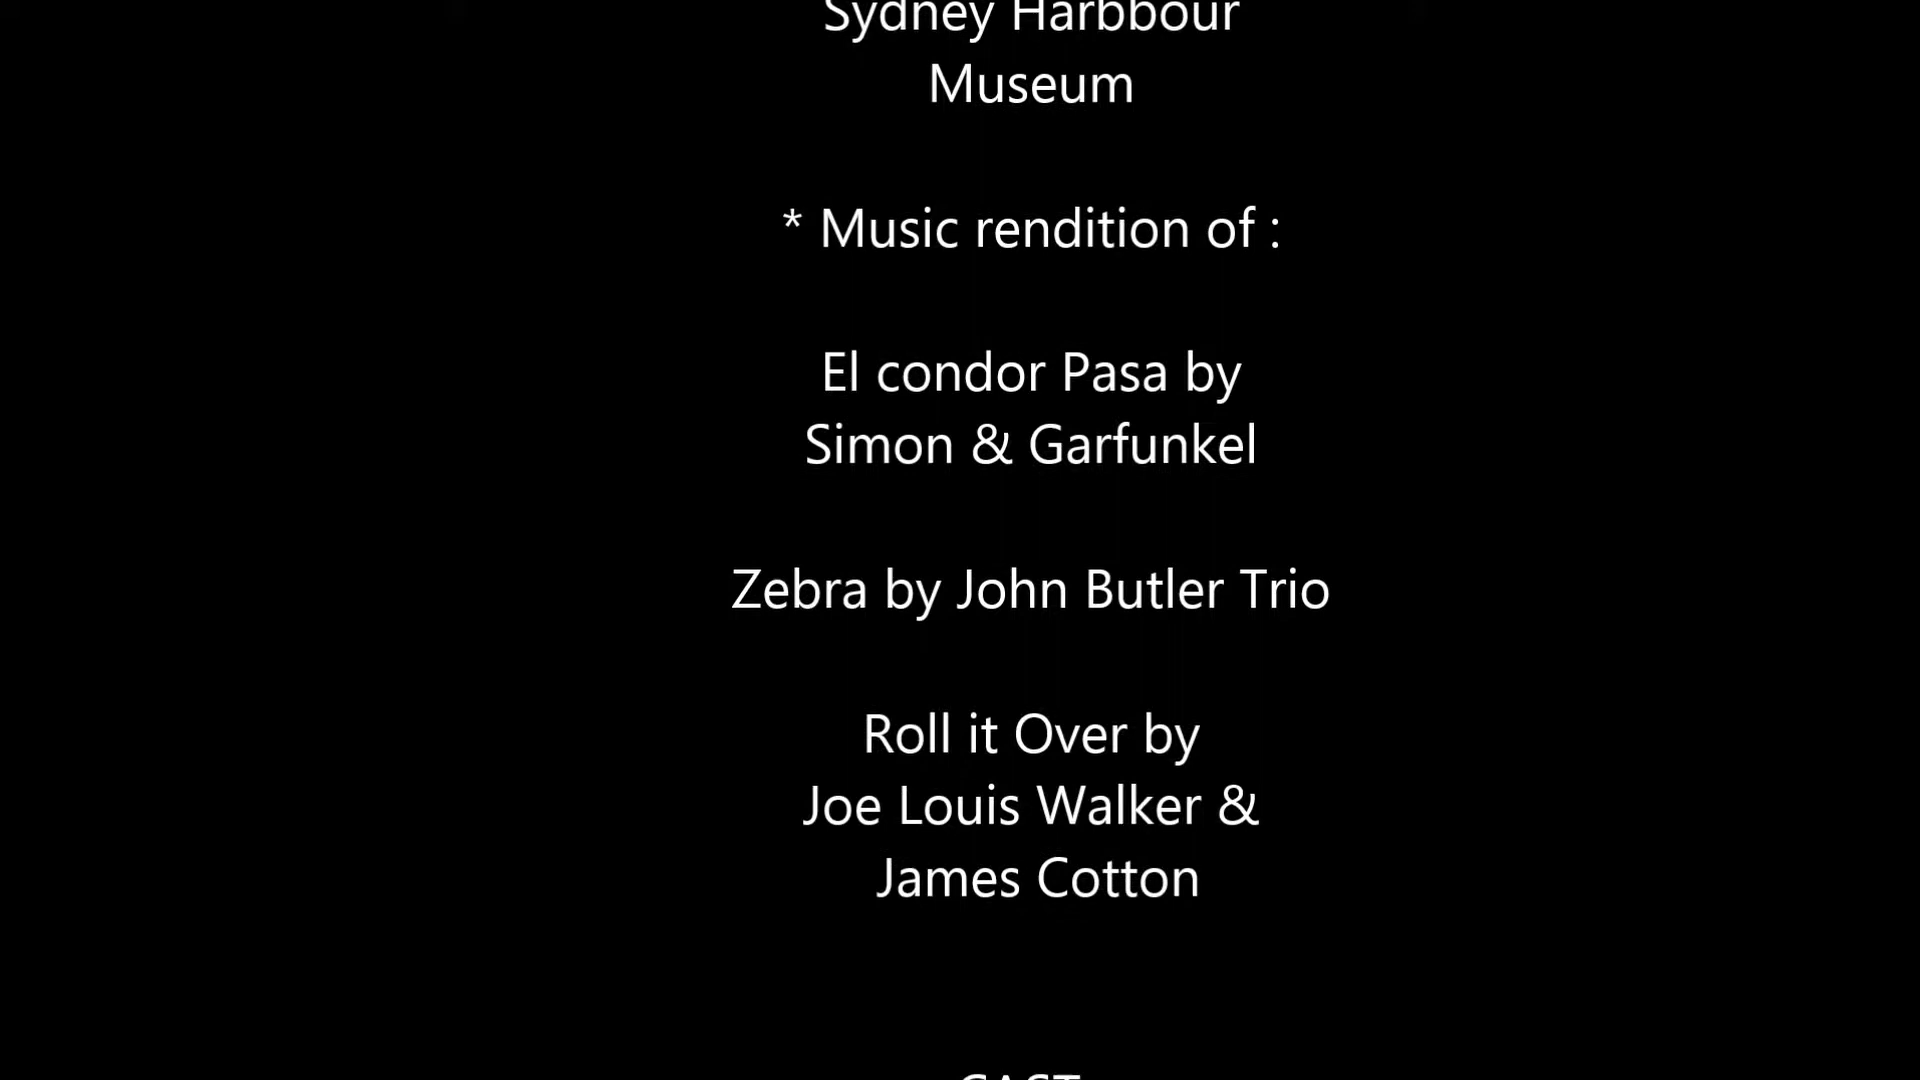 Sydney Harbbour
Museum
* Music rendition of :
El condor Pasa by
Simon & Garfunkel
Zebra by John Butler Trio
Roll it Over by
Joe Louis Walker &
James Cotton
CAST